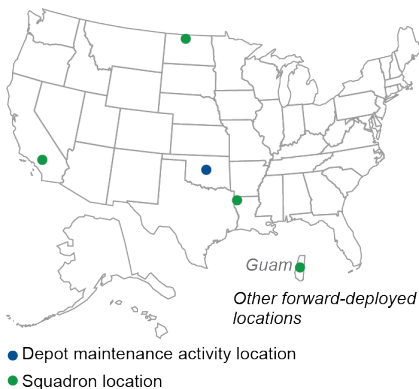 Guam
Other forward-deployed
locations
Depot maintenance activity location
Squadron location